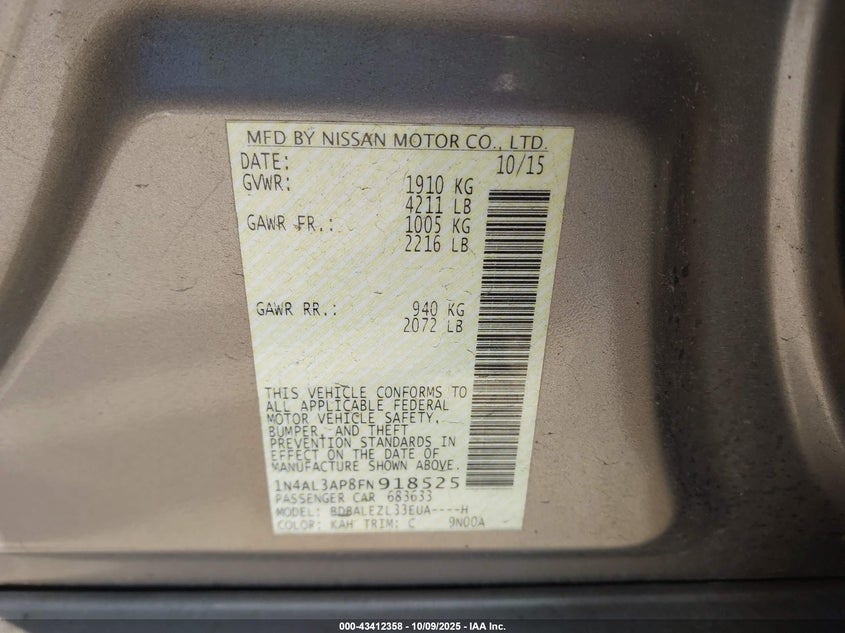 MFD BY NISSAN MOTOR CO., LTD.
DATE: 10/15
GVWR: 1910 KG
4211 LB
GAWR FR.: 1005 KG
2216 LB
GAWR RR.: 940 KG
2072 LB
THIS VEHICLE CONFORMS TO
ALL APPLICABLE FEDERAL
MOTOR VEHICLE SAFETY,
BUMPER, AND THEFT
PREVENTION STANDARDS IN
EFFECT ON THE DATE OF
MANUFACTURE SHOWN ABOVE.
1N4AL3AP8FN918525
PASSENGER CAR 683633
MODEL: BDBALEZL33EUA----H
COLOR: KAH TRIM: C 9N00A
000-43412358 - 10/09/2025 - IAA Inc.